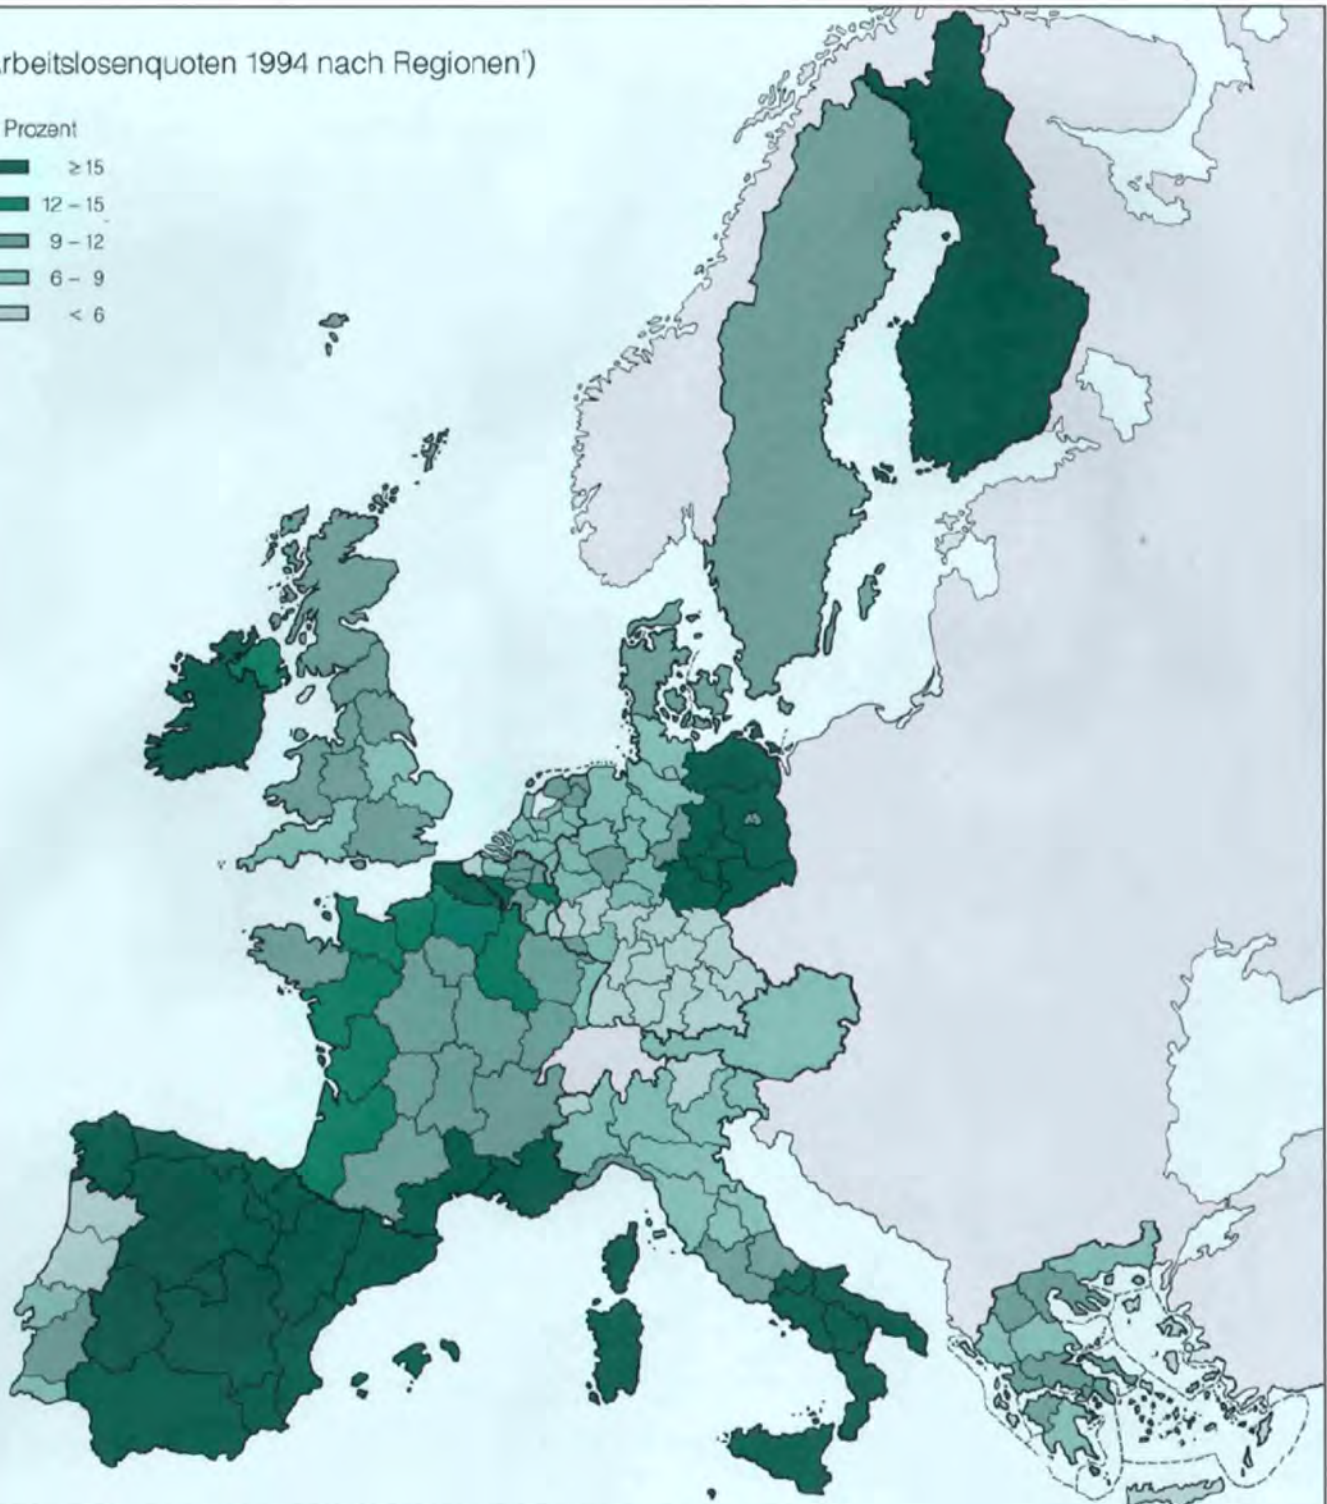 rbeitslosenquoten 1994 nach Regionen¹)
Prozent
≥ 15
12 – 15
9 – 12
6 – 9
< 6